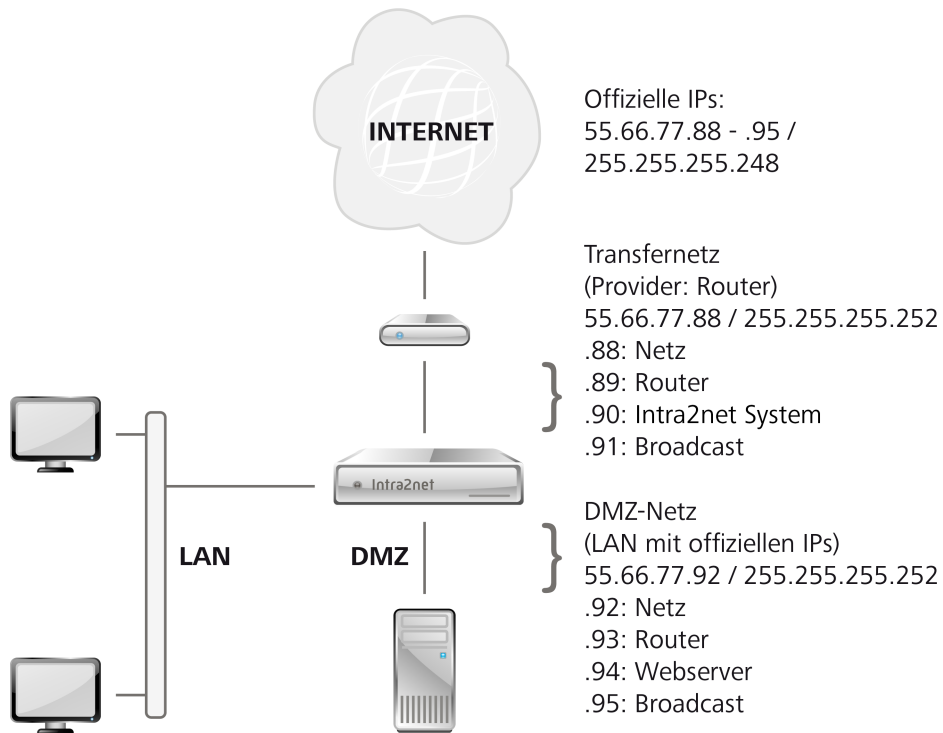 INTERNET
Offizielle IPs:
55.66.77.88 - .95 /
255.255.255.248
Transfernetz
(Provider: Router)
55.66.77.88 / 255.255.255.252
.88: Netz
.89: Router
.90: Intra2net System
.91: Broadcast
Intra2net
LAN
DMZ
DMZ-Netz
(LAN mit offiziellen IPs)
55.66.77.92 / 255.255.255.252
.92: Netz
.93: Router
.94: Webserver
.95: Broadcast